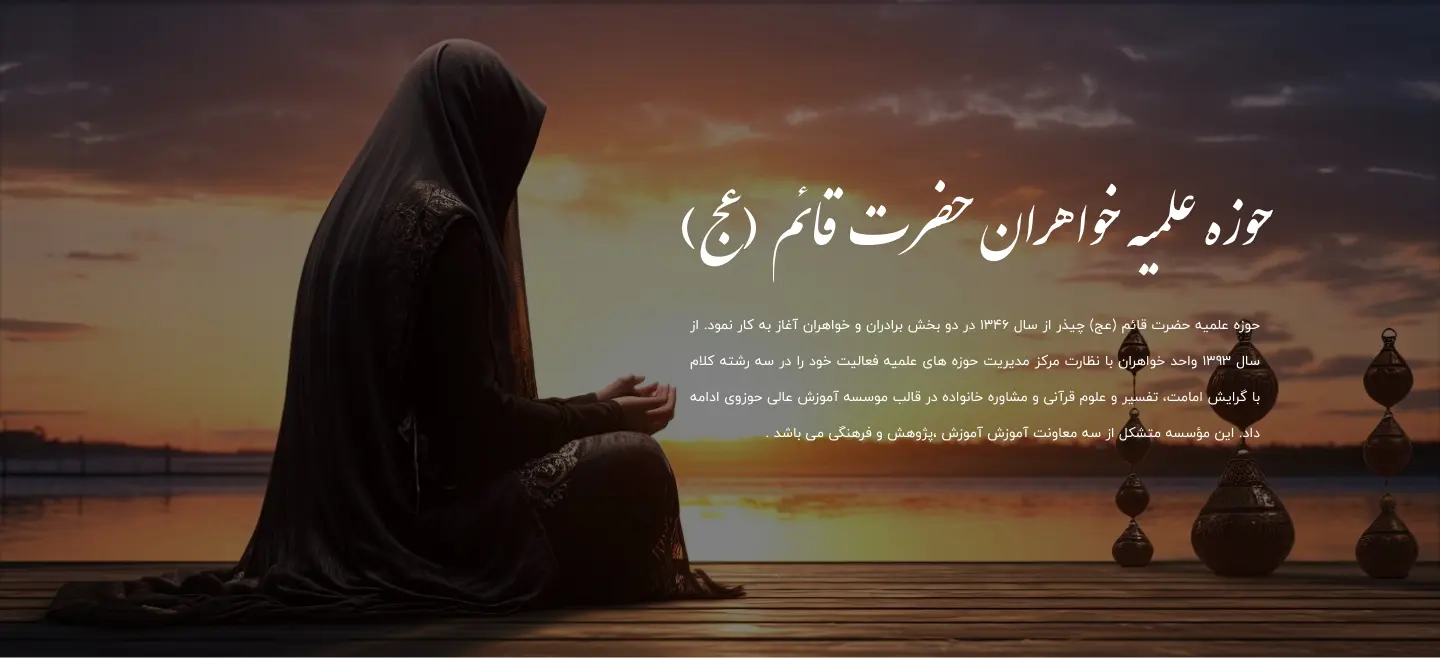 حوزه علمیه خواهران حضرت قائم (عج)
حوزه علمیه حضرت قائم (عج) چیذر از سال ۱۳۴۶ در دو بخش برادران و خواهران آغاز به کار نمود. از
سال ۱۳۹۳ واحد خواهران با نظارت مرکز مدیریت حوزه های علمیه فعالیت خود را در سه رشته کلام
با گرایش امامت، تفسیر و علوم قرآنی و مشاوره خانواده در قالب موسسه آموزش عالی حوزوی ادامه
داد. این مؤسسه متشکل از سه معاونت آموزش آموزش ،پژوهش و فرهنگی می باشد .